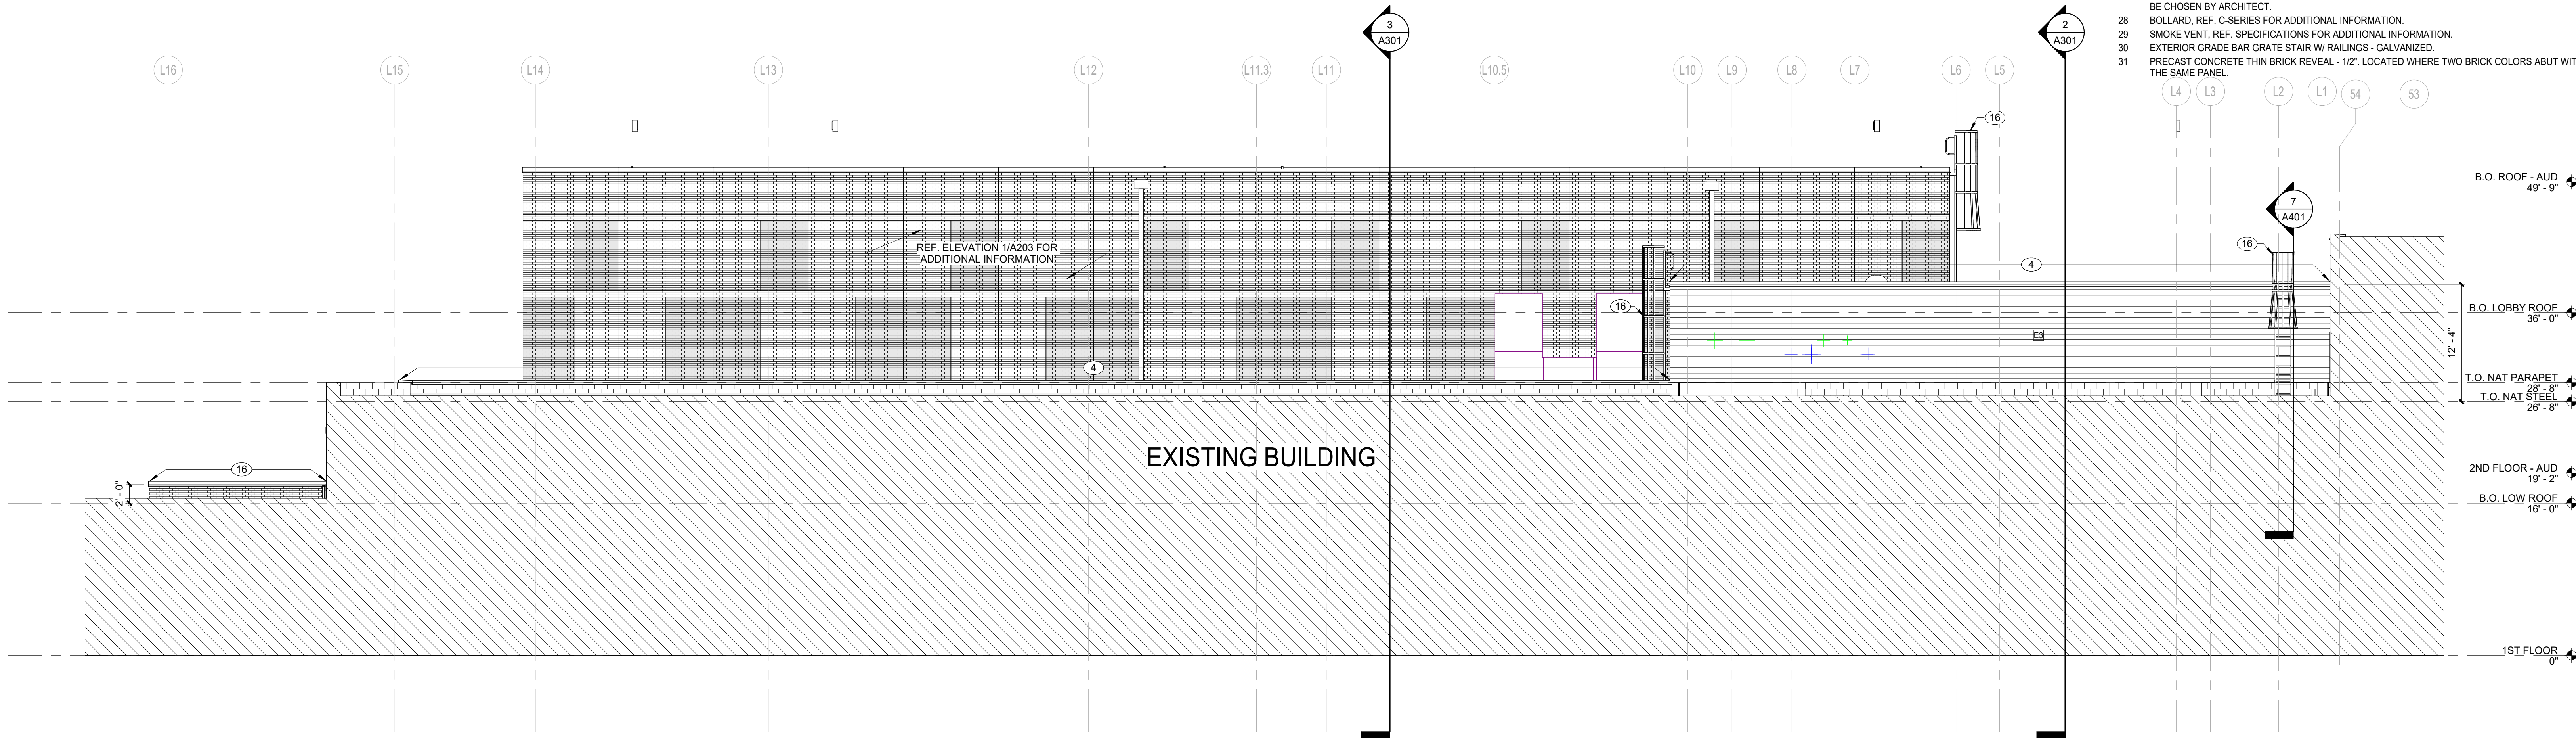 BE CHOSEN BY ARCHITECT.
28 BOLLARD, REF. C-SERIES FOR ADDITIONAL INFORMATION.
29 SMOKE VENT, REF. SPECIFICATIONS FOR ADDITIONAL INFORMATION.
30 EXTERIOR GRADE BAR GRATE STAIR W/ RAILINGS - GALVANIZED.
31 PRECAST CONCRETE THIN BRICK REVEAL - 1/2". LOCATED WHERE TWO BRICK COLORS ABUT WIT
THE SAME PANEL.
3
A301
2
A301
L16 L15 L14 L13 L12 L11.3 L11 L10.5 L10 L9 L8 L7 L6 L5
L4 L3 L2 L1 54 53
16
B.O. ROOF - AUD
49' - 9"
7
A401
REF. ELEVATION 1/A203 FOR
ADDITIONAL INFORMATION
16
4
16
B.O. LOBBY ROOF
36' - 0"
E3
12' - 4"
4
T.O. NAT PARAPET
28' - 8"
T.O. NAT STEEL
26' - 8"
EXISTING BUILDING
16
2' - 0"
2ND FLOOR - AUD
19' - 2"
B.O. LOW ROOF
16' - 0"
1ST FLOOR
0"